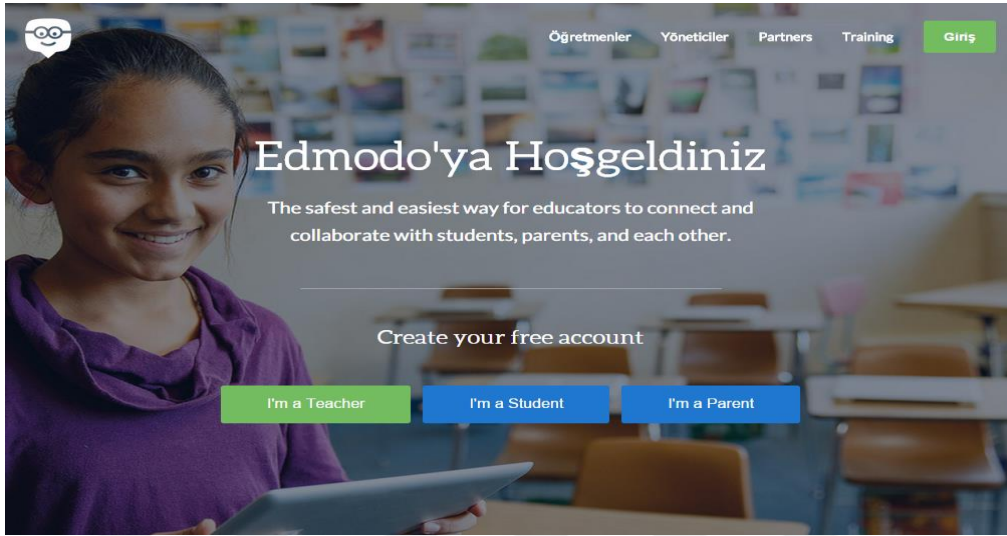 Öğretmenler Yöneticiler Partners Training Giriş
Edmodo'ya Hoşgeldiniz
The safest and easiest way for educators to connect and
collaborate with students, parents, and each other.
Create your free account
I'm a Teacher I'm a Student I'm a Parent